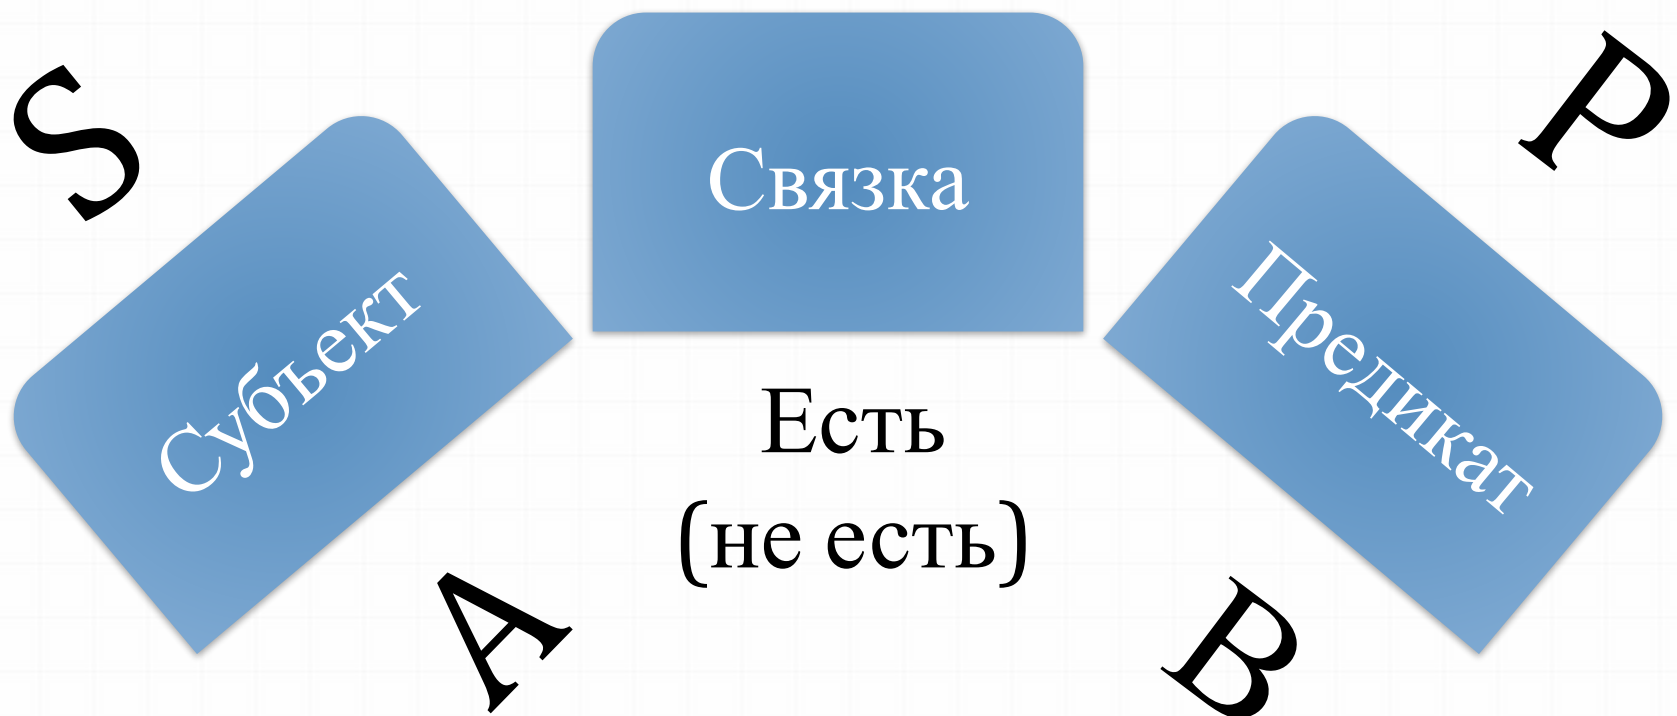 S
Субъект
A
Связка
Есть
(не есть)
P
Предикат
B